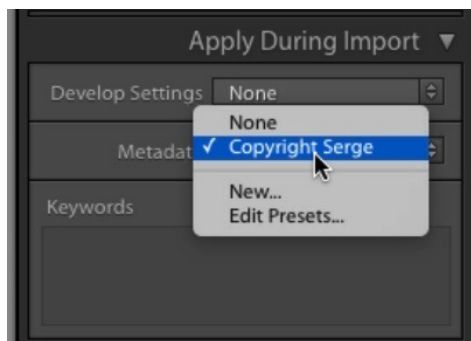 Apply During Import
Develop Settings None
None
Metadat ✓ Copyright Serge
New...
Edit Presets...
Keywords